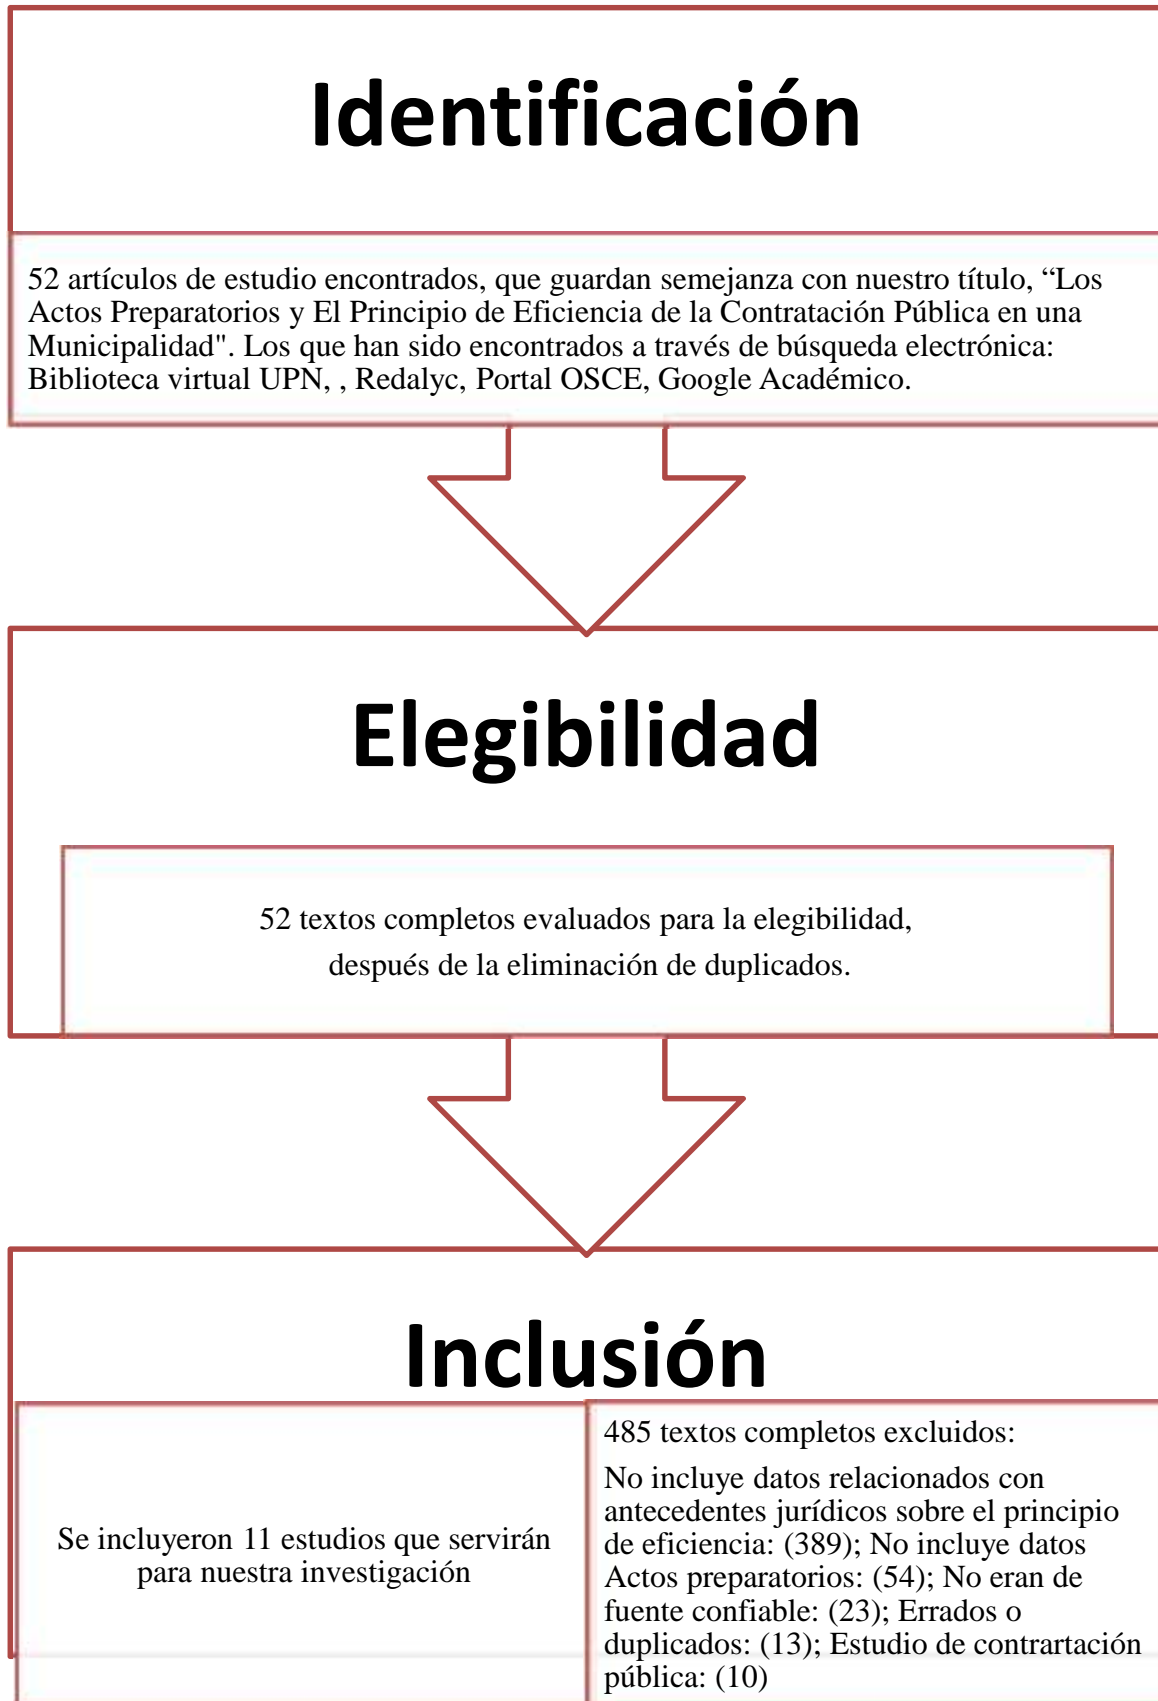 Identificación
52 artículos de estudio encontrados, que guardan semejanza con nuestro título, “Los
Actos Preparatorios y El Principio de Eficiencia de la Contratación Pública en una
Municipalidad". Los que han sido encontrados a través de búsqueda electrónica:
Biblioteca virtual UPN, , Redalyc, Portal OSCE, Google Académico.
Elegibilidad
52 textos completos evaluados para la elegibilidad,
después de la eliminación de duplicados.
Inclusión
Se incluyeron 11 estudios que servirán
para nuestra investigación
485 textos completos excluidos:
No incluye datos relacionados con
antecedentes jurídicos sobre el principio
de eficiencia: (389); No incluye datos
Actos preparatorios: (54); No eran de
fuente confiable: (23); Errados o
duplicados: (13); Estudio de contrartación
pública: (10)